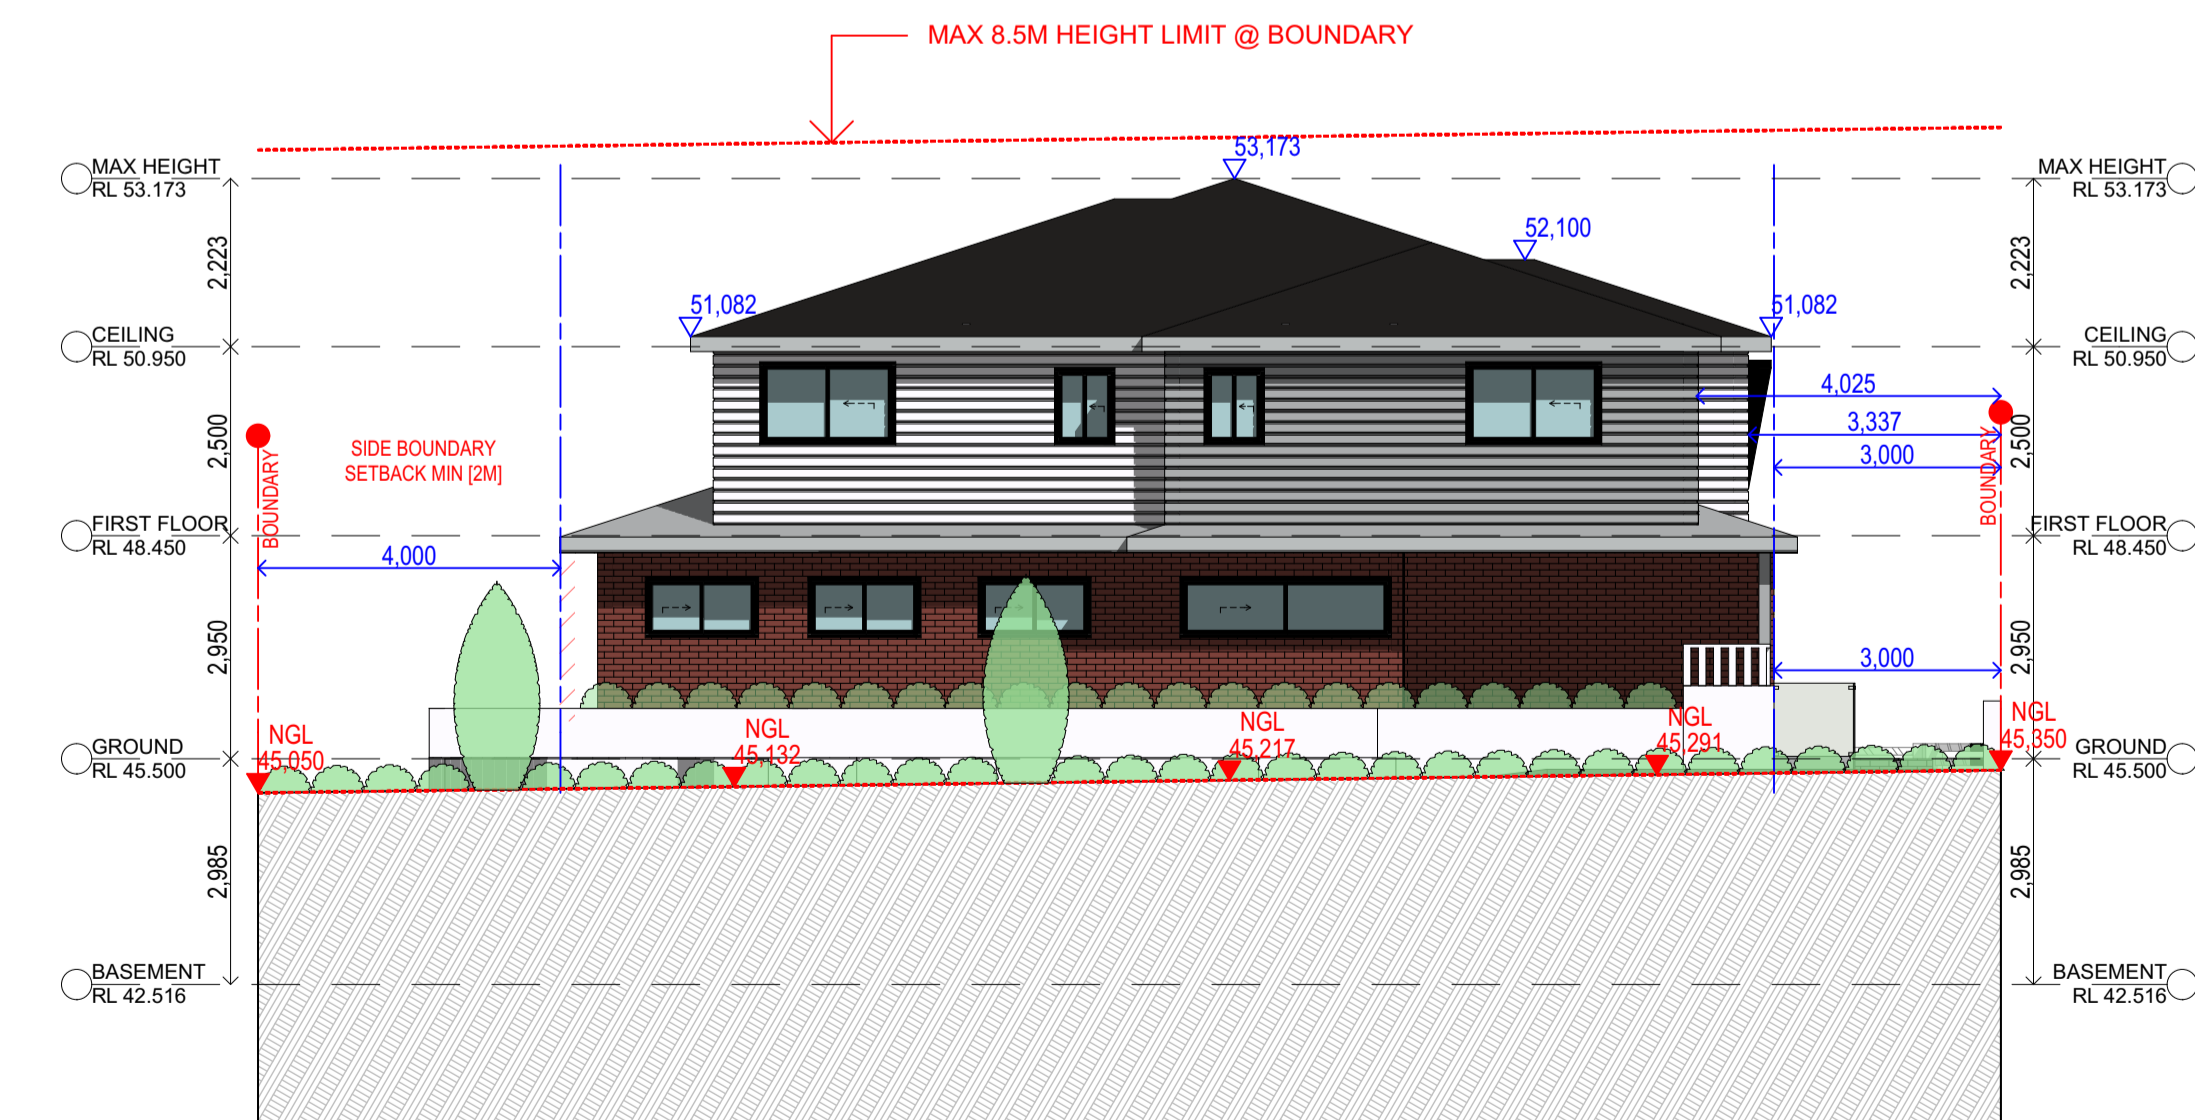 MAX 8.5M HEIGHT LIMIT @ BOUNDARY
53,173
MAX HEIGHT
RL 53.173
MAX HEIGHT
RL 53.173
52,100
2,223
2,223
51,082
51,082
CEILING
RL 50.950
CEILING
RL 50.950
4,025
3,337
3,000
2,500
2,500
SIDE BOUNDARY
SETBACK MIN [2M]
BOUNDARY
BOUNDARY
FIRST FLOOR
RL 48.450
FIRST FLOOR
RL 48.450
4,000
2,950
2,950
3,000
NGL
45,050
NGL
45,132
NGL
45,217
NGL
45,291
NGL
45,350
GROUND
RL 45.500
GROUND
RL 45.500
2,985
2,985
BASEMENT
RL 42.516
BASEMENT
RL 42.516